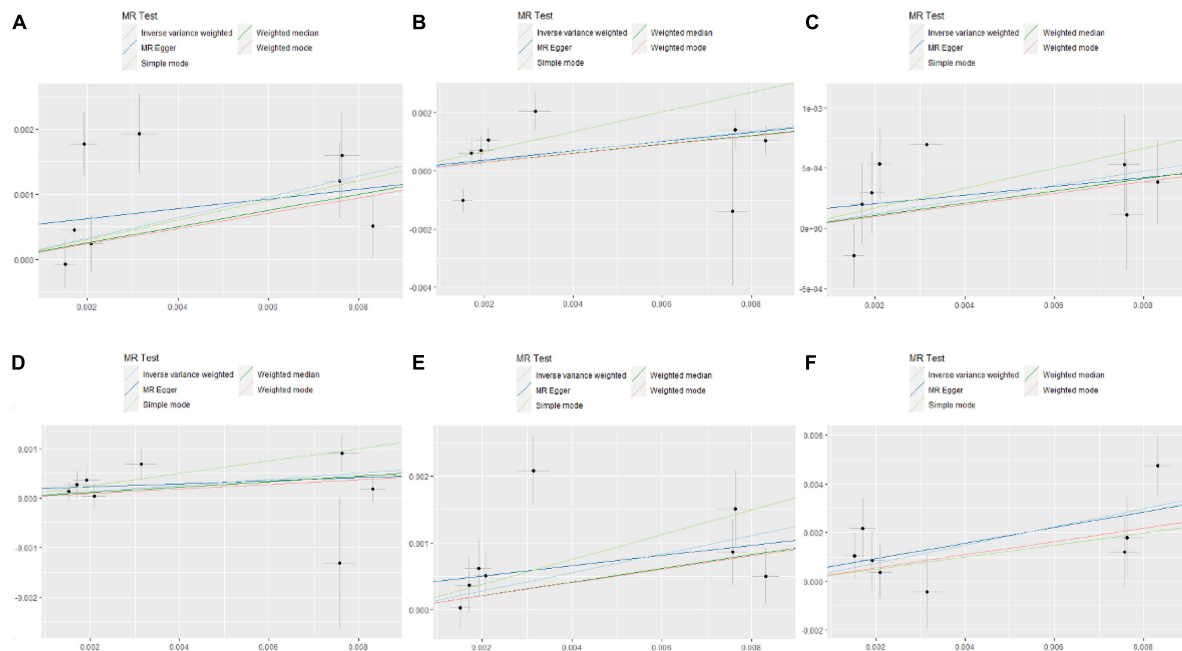 A
MR Test
Inverse variance weighted
Weighted median
MR Egger
Weighted mode
Simple mode
0.002
0.001
0.000
0.002
0.004
0.006
0.008
B
MR Test
Inverse variance weighted
Weighted median
MR Egger
Weighted mode
Simple mode
0.002
0.000
-0.002
-0.004
0.002
0.004
0.006
0.008
C
MR Test
Inverse variance weighted
Weighted median
MR Egger
Weighted mode
Simple mode
1e-03
5e-04
0e+00
-5e-04
0.002
0.004
0.006
0.008
D
MR Test
Inverse variance weighted
Weighted median
MR Egger
Weighted mode
Simple mode
0.001
0.000
-0.001
-0.002
0.002
0.004
0.006
0.008
E
MR Test
Inverse variance weighted
Weighted median
MR Egger
Weighted mode
Simple mode
0.002
0.001
0.000
0.002
0.004
0.006
0.008
F
MR Test
Inverse variance weighted
Weighted median
MR Egger
Weighted mode
Simple mode
0.006
0.004
0.002
0.000
-0.002
0.002
0.004
0.006
0.008